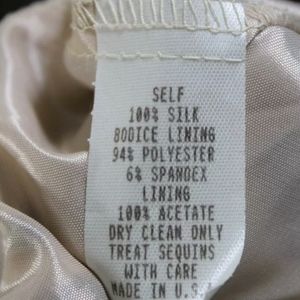 SELF
100% SILK
BODICE LINING
94% POLYESTER
6% SPANDEX
LINING
100% ACETATE
DRY CLEAN ONLY
TREAT SEQUINS
WITH CARE
MADE IN U.S.A